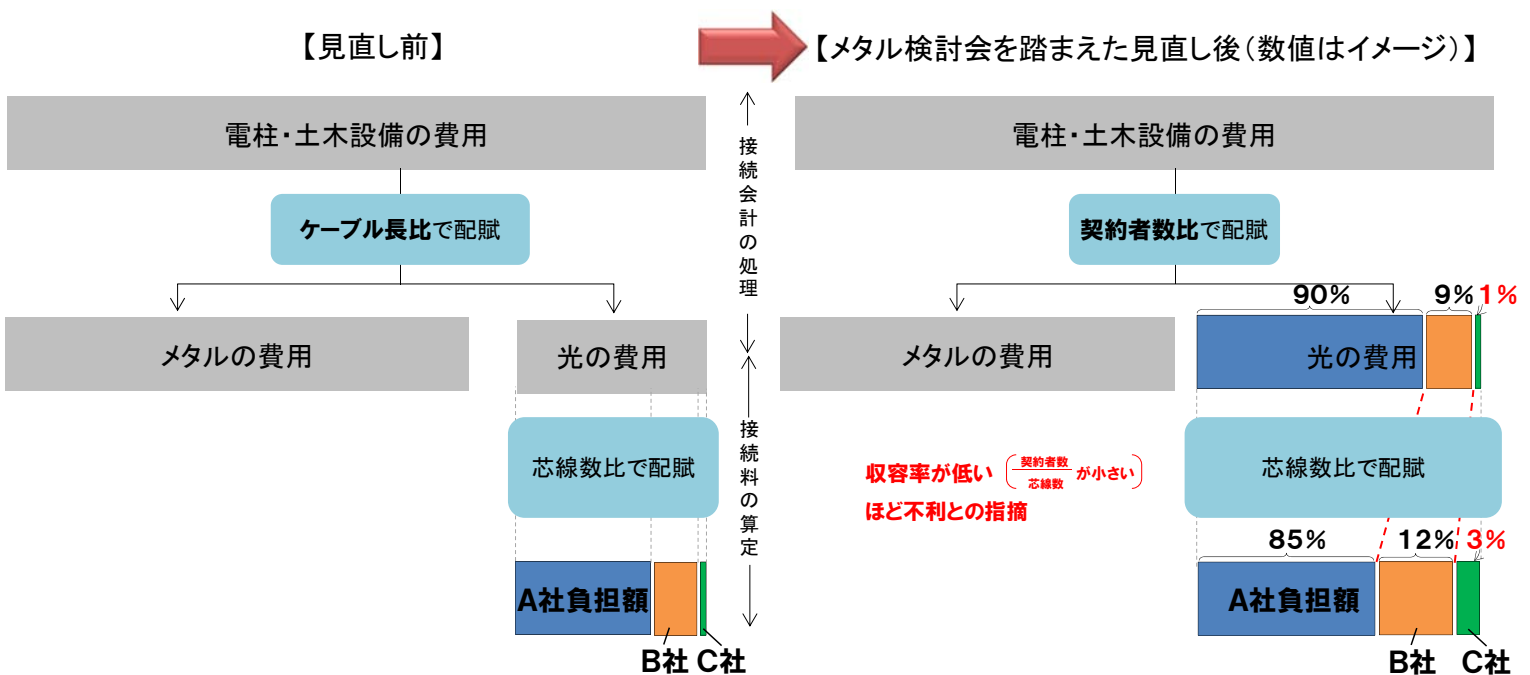 【見直し前】
【メタル検討会を踏まえた見直し後(数値はイメージ)】
電柱・土木設備の費用
ケーブル長比で配賦
メタルの費用
光の費用
芯線数比で配賦
A社負担額
B社 C社
接続会計の処理
接続料の算定
電柱・土木設備の費用
契約者数比で配賦
90% 9% 1%
メタルの費用
光の費用
芯線数比で配賦
収容率が低い(契約者数/芯線数が小さい)
ほど不利との指摘
85% 12% 3%
A社負担額
B社 C社